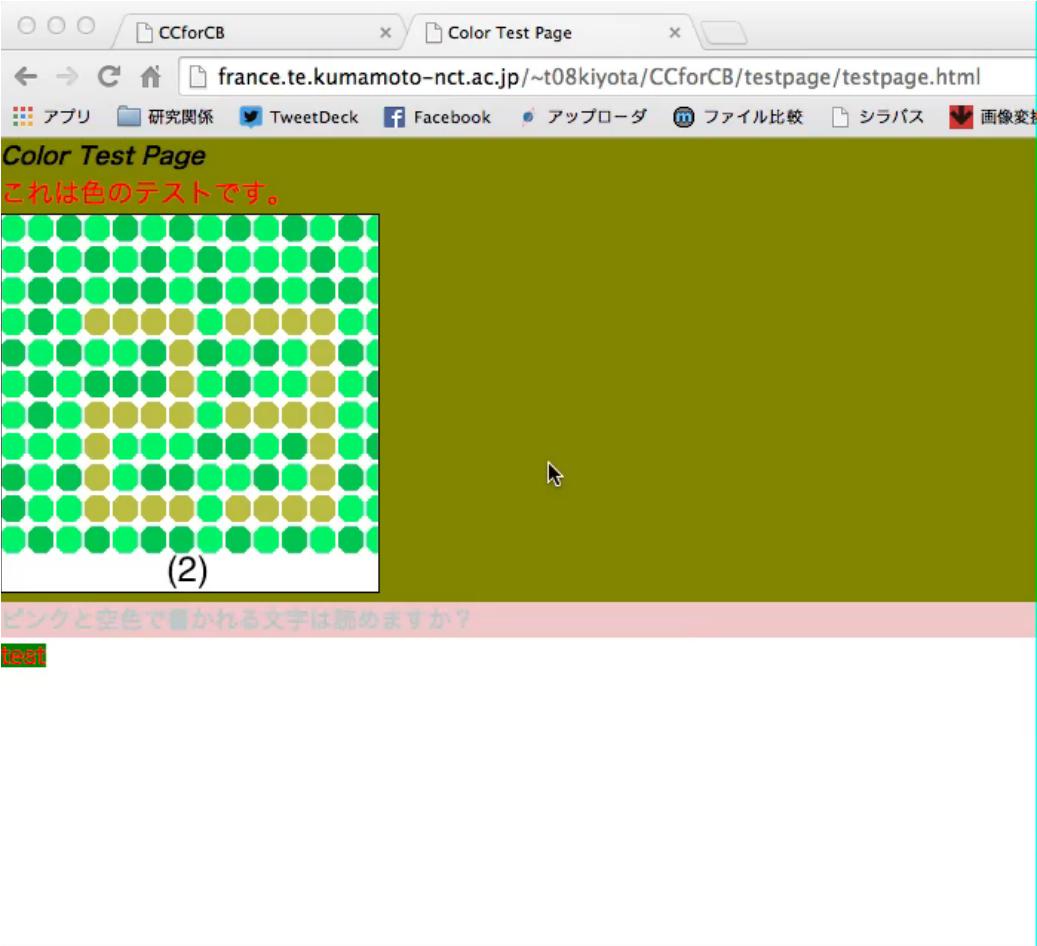 CCforCB
Color Test Page
france.te.kumamoto-nct.ac.jp/~t08kiyota/CCforCB/testpage/testpage.html
アプリ 研究関係 TweetDeck Facebook アップローダ ファイル比較 シラバス 画像変
Color Test Page
これは色のテストです。
23
(2)
ピンクと空色で書かれる文字は読めますか？
test